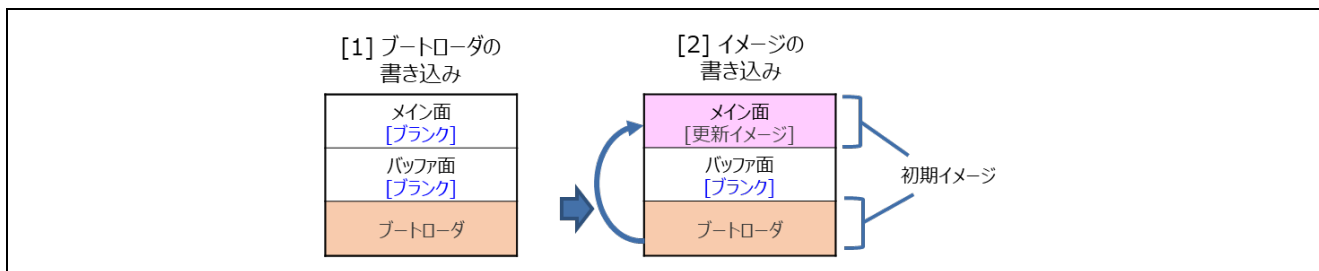 [1] ブートローダの
書き込み
メイン面
[ブランク]
バッファ面
[ブランク]
ブートローダ
[2] イメージの
書き込み
メイン面
[更新イメージ]
バッファ面
[ブランク]
ブートローダ
初期イメージ